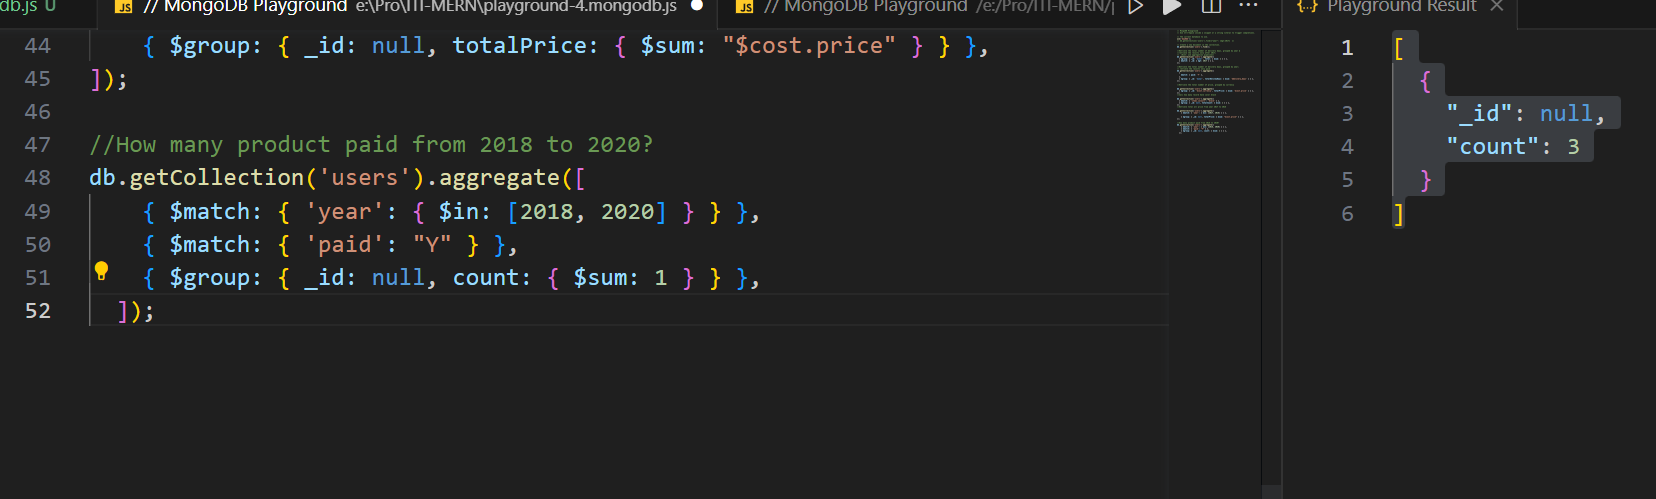 db.js U
JS // MongoDB Playground e:\Pro\ITI-MERN\playground-4.mongodb.js
JS // MongoDB Playground /e:/Pro/ITI-MERN/
{..} Playground Result
44 { $group: { _id: null, totalPrice: { $sum: "$cost.price" } } },
45 ]);
46
47 //How many product paid from 2018 to 2020?
48 db.getCollection('users').aggregate([
49 { $match: { 'year': { $in: [2018, 2020] } } },
50 { $match: { 'paid': "Y" } },
51 { $group: { _id: null, count: { $sum: 1 } } },
52 ]);
1 [
2 {
3 "_id": null,
4 "count": 3
5 }
6 ]